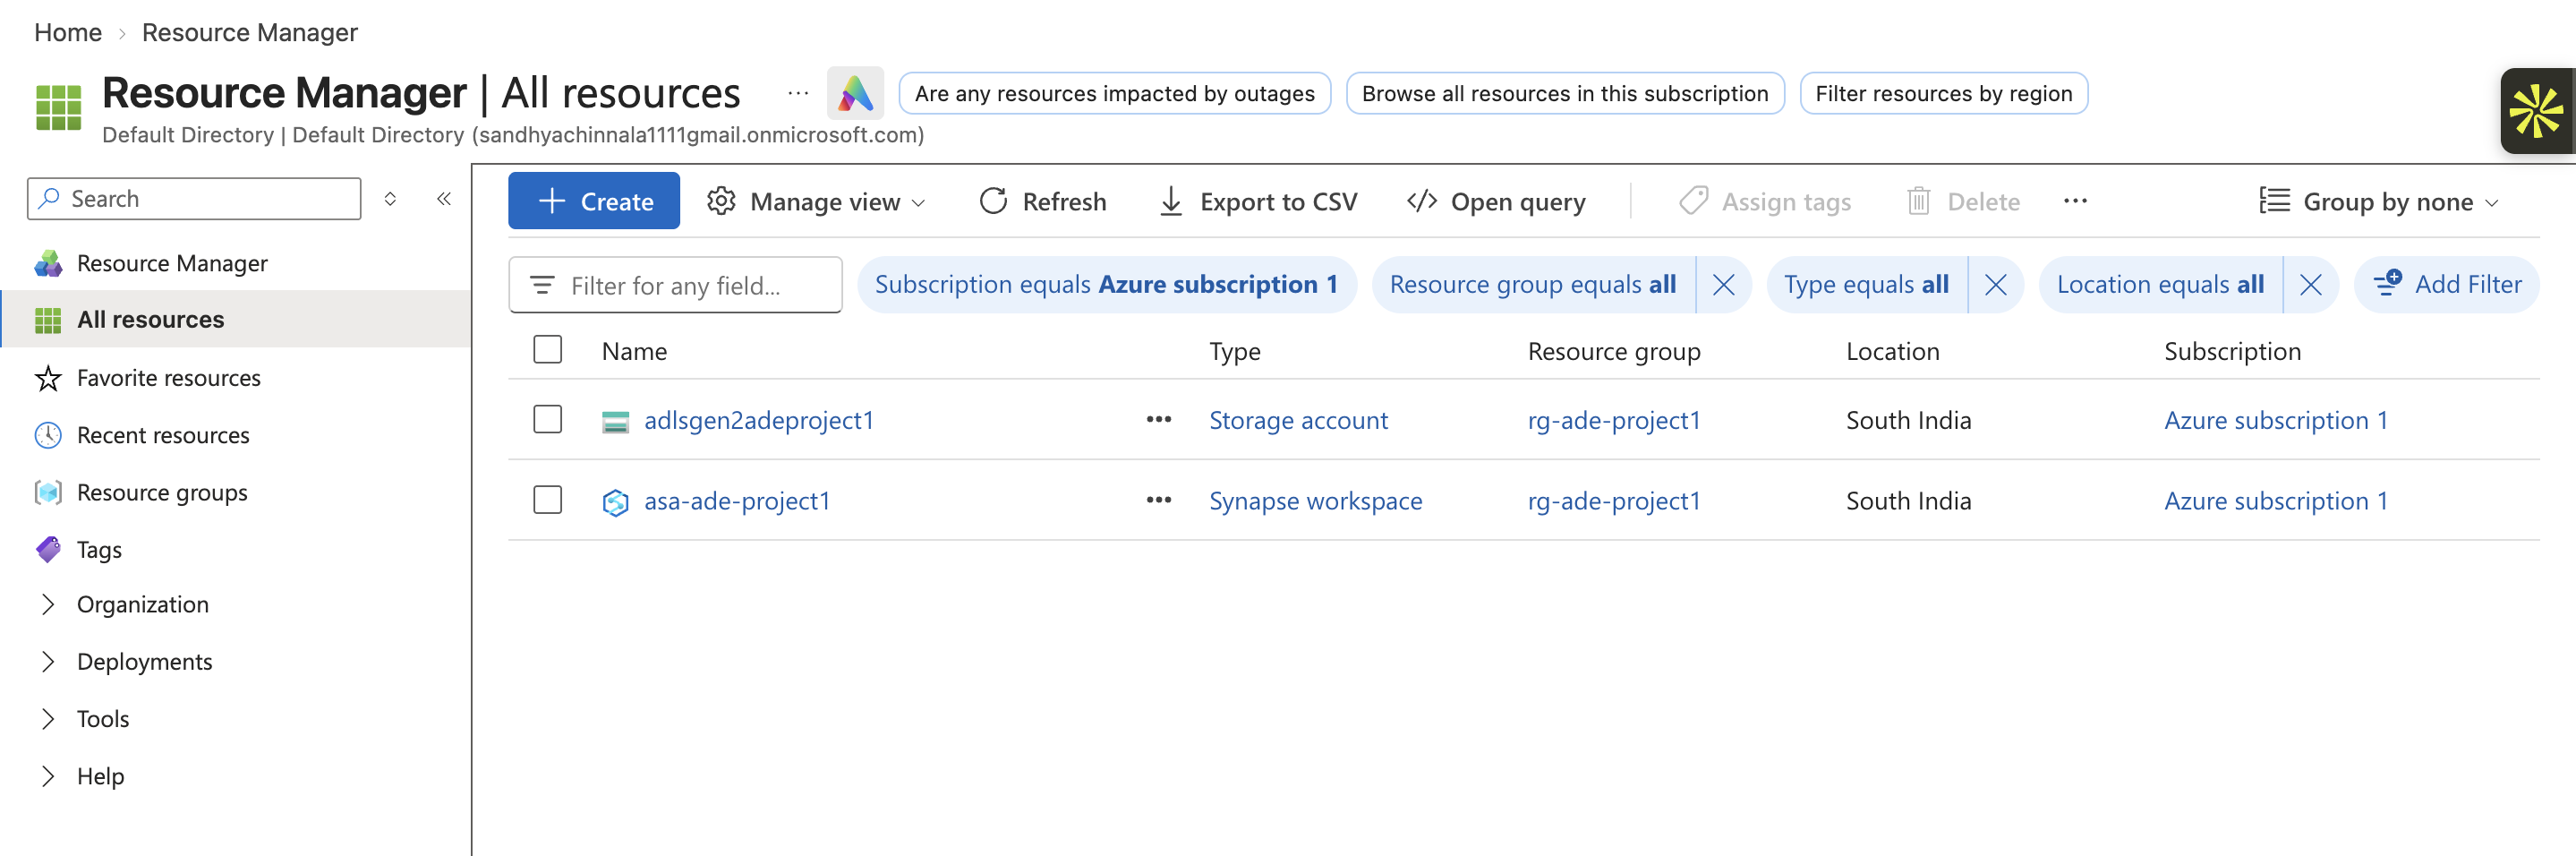 Home > Resource Manager
Resource Manager | All resources ... Are any resources impacted by outages Browse all resources in this subscription Filter resources by region
Default Directory | Default Directory (sandhyachinnala1111gmail.onmicrosoft.com)
Search
Resource Manager
All resources
Favorite resources
Recent resources
Resource groups
Tags
Organization
Deployments
Tools
Help
Create Manage view Refresh Export to CSV </> Open query Assign tags Delete ... Group by none
Filter for any field... Subscription equals Azure subscription 1 Resource group equals all Type equals all Location equals all Add Filter
Name Type Resource group Location Subscription
adlsgen2adeproject1 ... Storage account rg-ade-project1 South India Azure subscription 1
asa-ade-project1 ... Synapse workspace rg-ade-project1 South India Azure subscription 1